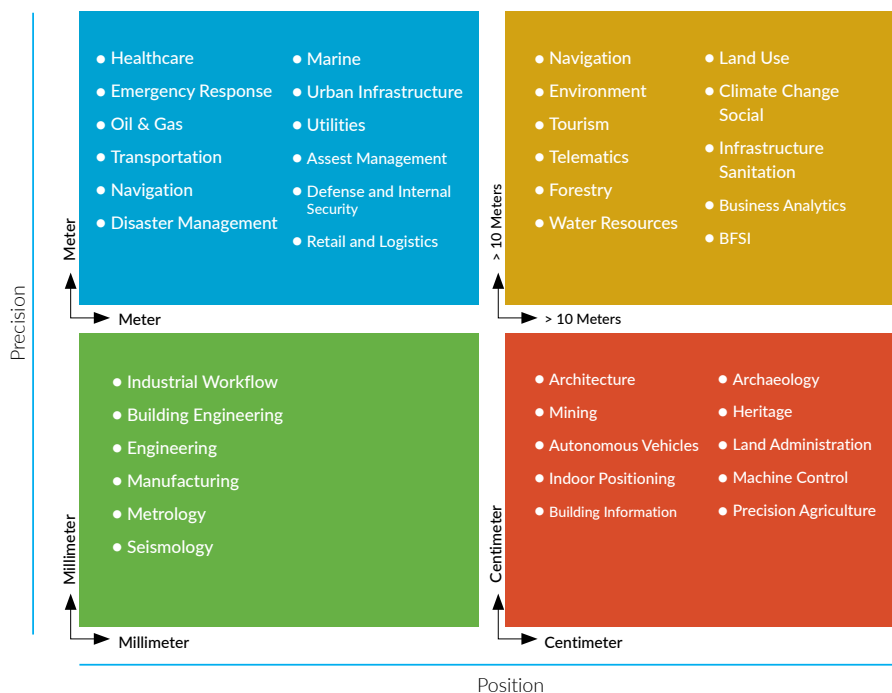 Precision
Meter
Healthcare
Emergency Response
Oil & Gas
Transportation
Navigation
Disaster Management
Marine
Urban Infrastructure
Utilities
Assest Management
Defense and Internal
Security
Retail and Logistics
Meter
> 10 Meters
Navigation
Environment
Tourism
Telematics
Forestry
Water Resources
Land Use
Climate Change
Social
Infrastructure
Sanitation
Business Analytics
BFSI
> 10 Meters
Millimeter
Industrial Workflow
Building Engineering
Engineering
Manufacturing
Metrology
Seismology
Millimeter
Centimeter
Architecture
Mining
Autonomous Vehicles
Indoor Positioning
Building Information
Archaeology
Heritage
Land Administration
Machine Control
Precision Agriculture
Centimeter
Position